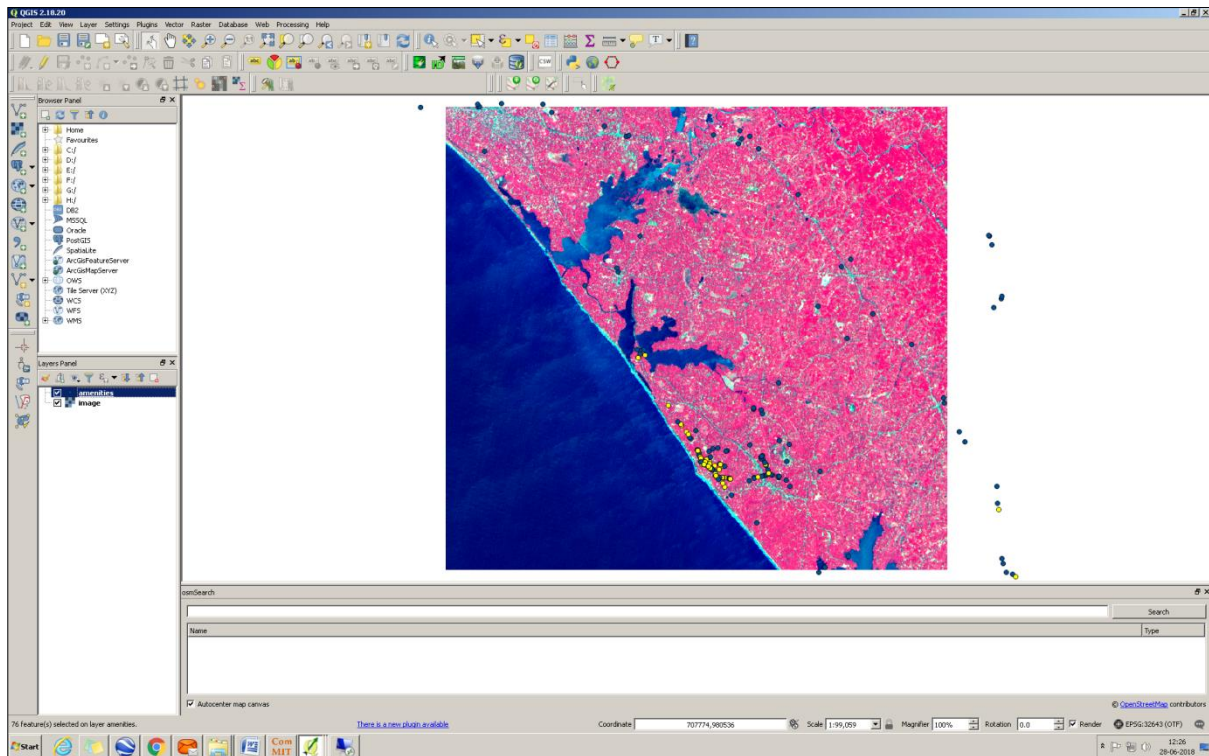 QGIS 2.18.20
Project Edit View Layer Settings Plugins Vector Raster Database Web Processing Help
CSW
Browser Panel
Home
Favourites
C:/
D:/
E:/
F:/
G:/
H:/
DB2
MSSQL
Oracle
PostGIS
SpatiaLite
ArcGisFeatureServer
ArcGisMapServer
OWS
Tile Server (XYZ)
WCS
WFS
WMS
Layers Panel
amenities
image
osmSearch
Search
Name Type
Autocenter map canvas
© OpenStreetMap contributors
76 feature(s) selected on layer amenities. There is a new plugin available Coordinate 707774,980536 Scale 1:99,059 Magnifier 100% Rotation 0.0 Render EPSG:32643 (OTF)
Start Com MIT 12:26
28-06-2018